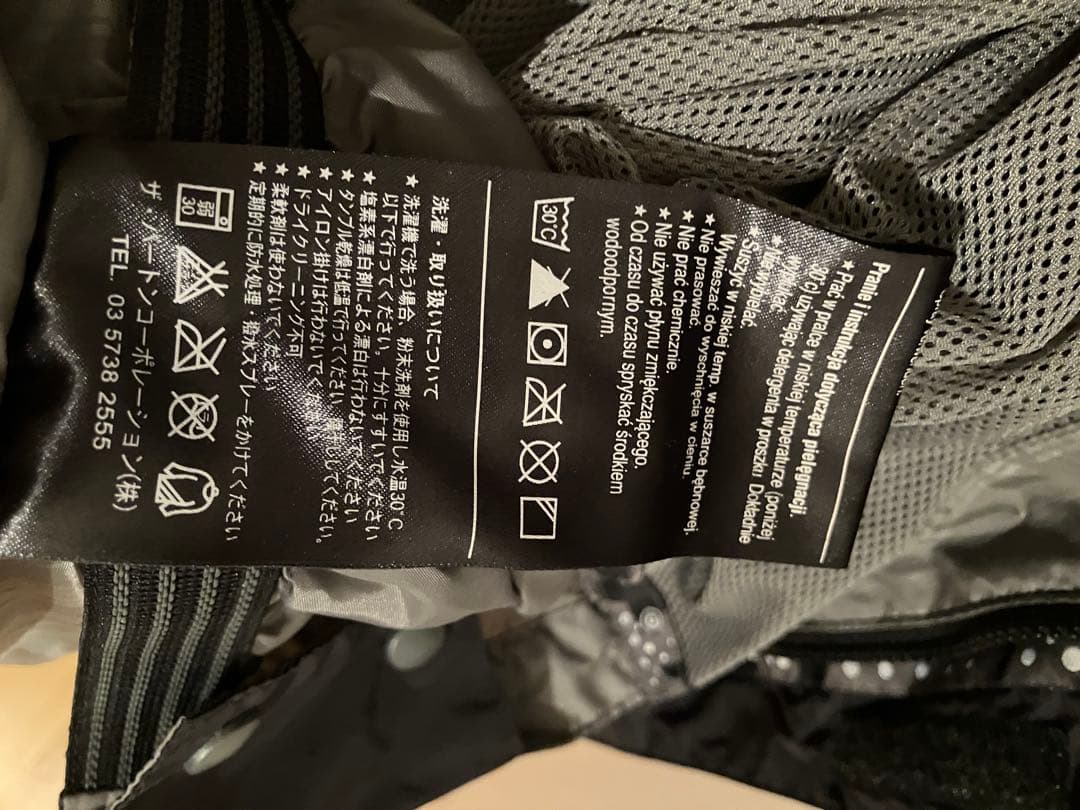 Pranie i instrukcja dotycząca pielęgnacji.
★ Prać w pralce w niskiej temperaturze (poniżej
30°C) używając detergenta w proszku. Dokładnie
★ Nie wybielać.
★ Suszyć w niskiej temp. w suszarce bębnowej.
Wywieszać do wyschnięcia w cieniu.
★ Nie prasować.
★ Nie prać chemicznie.
★ Nie używać płynu zmiękczającego.
★ Od czasu do czasu spryskać środkiem
wodoodpornym.
30°C
洗濯・取り扱いについて
★ 洗濯機で洗う場合、粉末洗剤を使用し水温30°C
以下で行ってください。十分にすすいでください
★ 塩素系漂白剤による漂白は行わないでください
★ タンブル乾燥は低温で行ってください
★ アイロン掛けは行わないでください。
★ ドライクリーニング不可
★ 柔軟剤は使わないでください
★ 定期的に防水処理・撥水スプレーをかけてください
弱
30
ザ・バートンコーポレーション(株)
TEL. 03 5738 2555